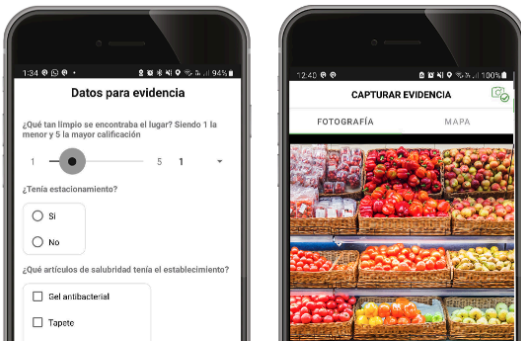 1:34
94%
Datos para evidencia
¿Qué tan limpio se encontraba el lugar? Siendo 1 la
menor y 5 la mayor calificación
1 5 1
¿Tenía estacionamiento?
Si
No
¿Qué artículos de salubridad tenía el establecimiento?
Gel antibacterial
Tapete
12:40
100%
CAPTURAR EVIDENCIA
FOTOGRAFÍA MAPA